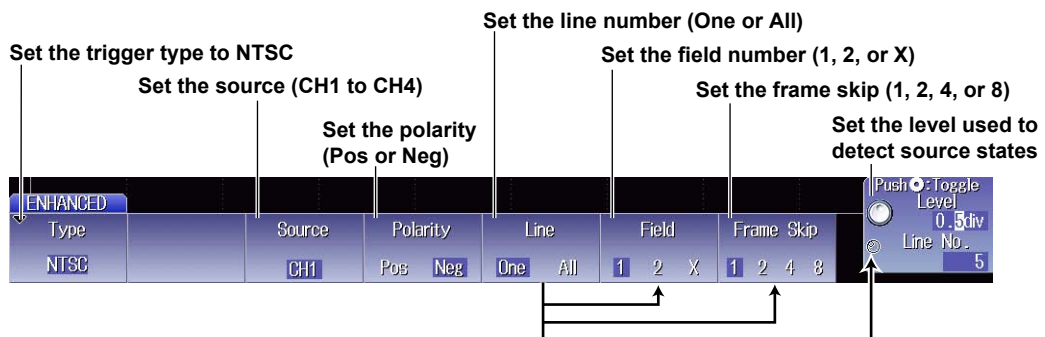 Set the line number (One or All)
Set the trigger type to NTSC
Set the field number (1, 2, or X)
Set the source (CH1 to CH4)
Set the frame skip (1, 2, 4, or 8)
Set the polarity
(Pos or Neg)
Set the level used to
detect source states
ENHANCED
Push :Toggle
Level
0.5div
Line No.
5
Type
NTSC
Source
CH1
Polarity
Pos Neg
Line
One All
Field
1 2 X
Frame Skip
1 2 4 8